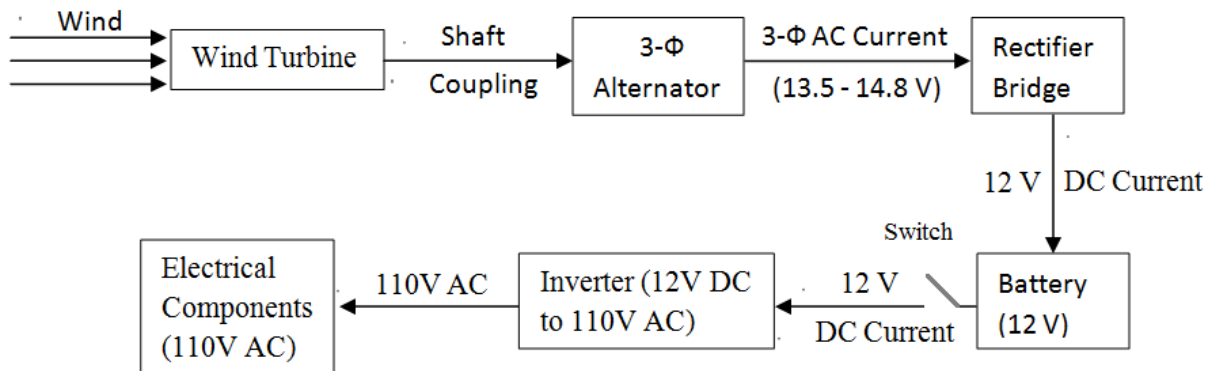 Wind
Wind Turbine
Shaft
Coupling
3-Φ
Alternator
3-Φ AC Current
(13.5 - 14.8 V)
Rectifier
Bridge
12 V DC Current
Switch
Battery
(12 V)
12 V
DC Current
Inverter (12V DC
to 110V AC)
110V AC
Electrical
Components
(110V AC)